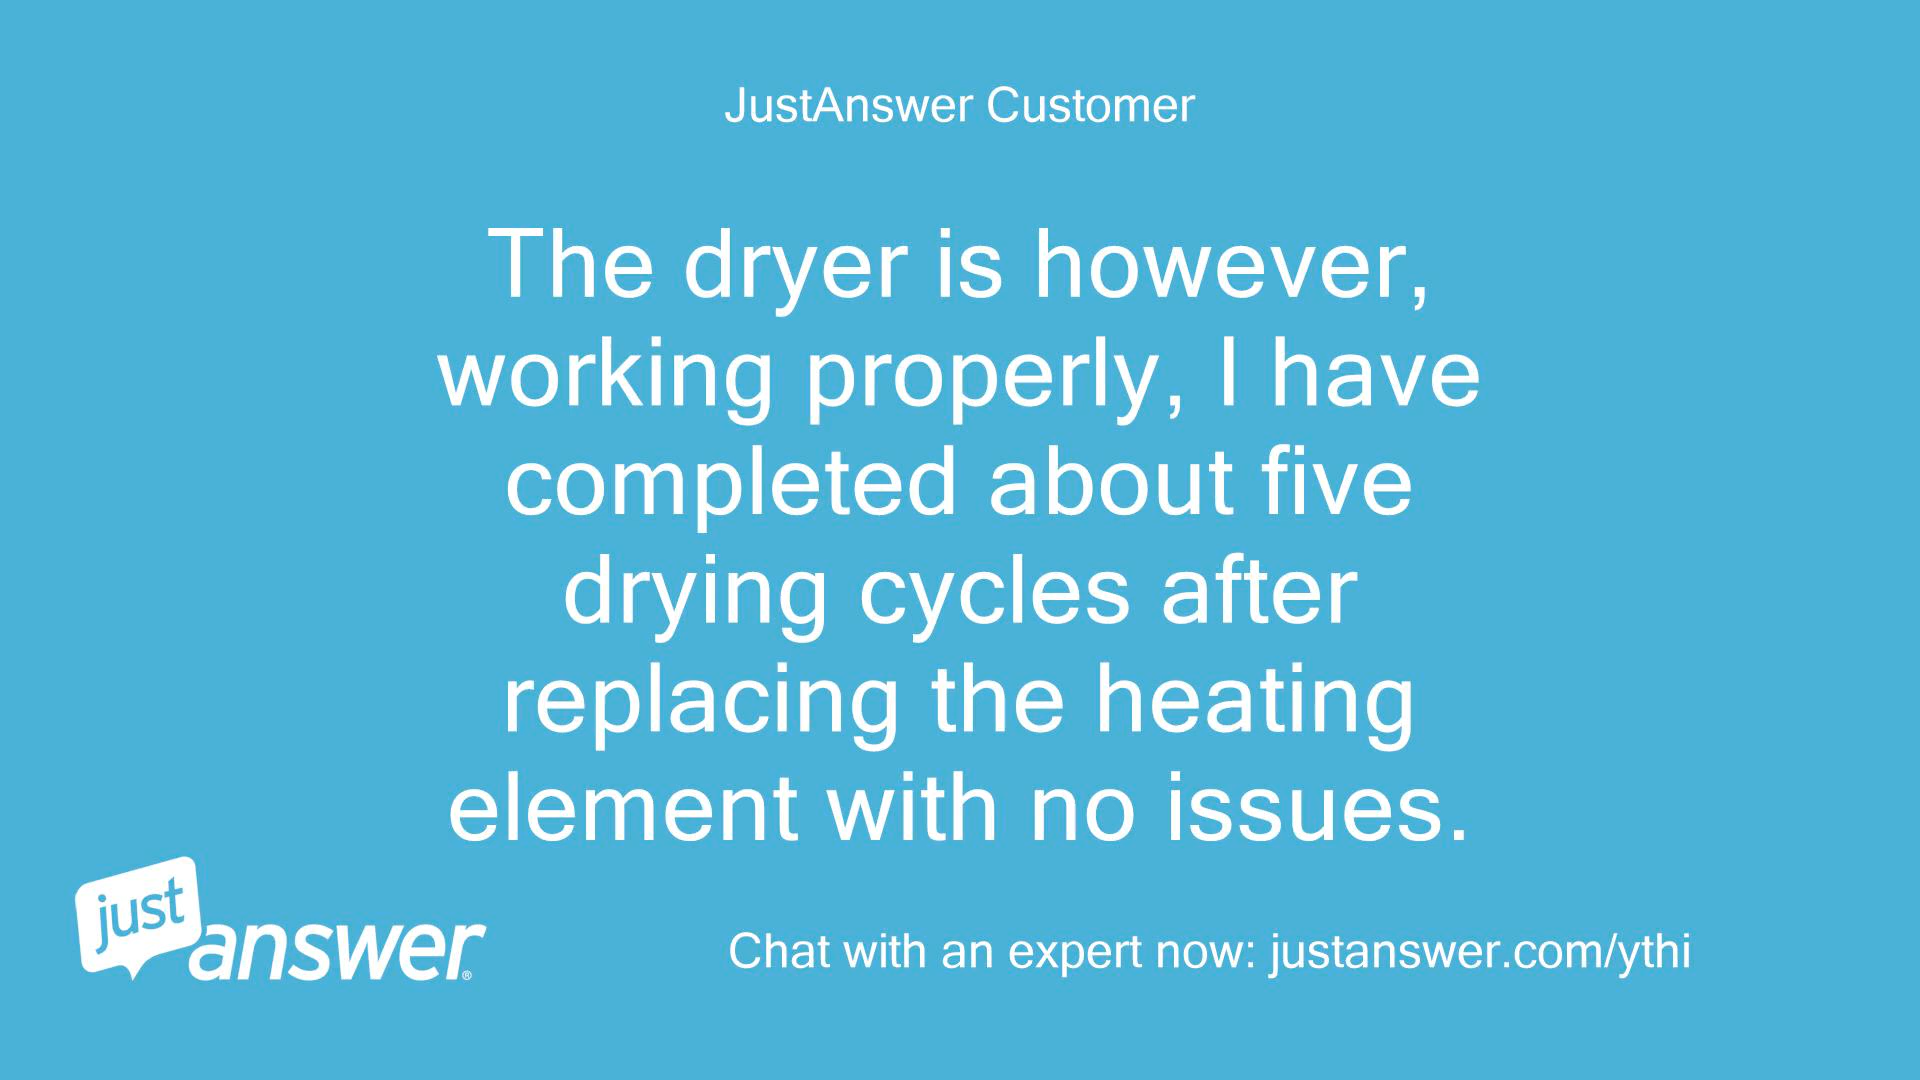 JustAnswer Customer
The dryer is however,
working properly, I have
completed about five
drying cycles after
replacing the heating
element with no issues.
just
answer®
Chat with an expert now: justanswer.com/ythi